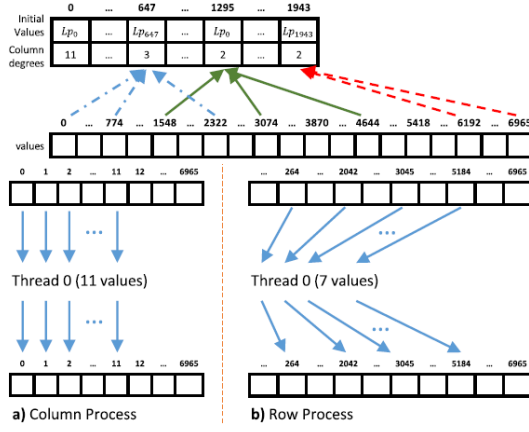 0 ... 647 ... 1295 ... 1943
Initial Values Lp0 ... Lp647 ... Lp0 ... Lp1943
Column degrees 11 ... 3 ... 2 ... 2
0 ... 774 ... 1548 ... 2322 ... 3074 ... 3870 ... 4644 ... 5418 ... 6192 ... 6965
values
0 1 2 ... 11 12 ... 6965
... 264 ... 2042 ... 3045 ... 5184 ... 6965
... ...
Thread 0 (11 values) Thread 0 (7 values)
... ...
0 1 2 ... 11 12 ... 6965
... 264 ... 2042 ... 3045 ... 5184 ... 6965
a) Column Process b) Row Process